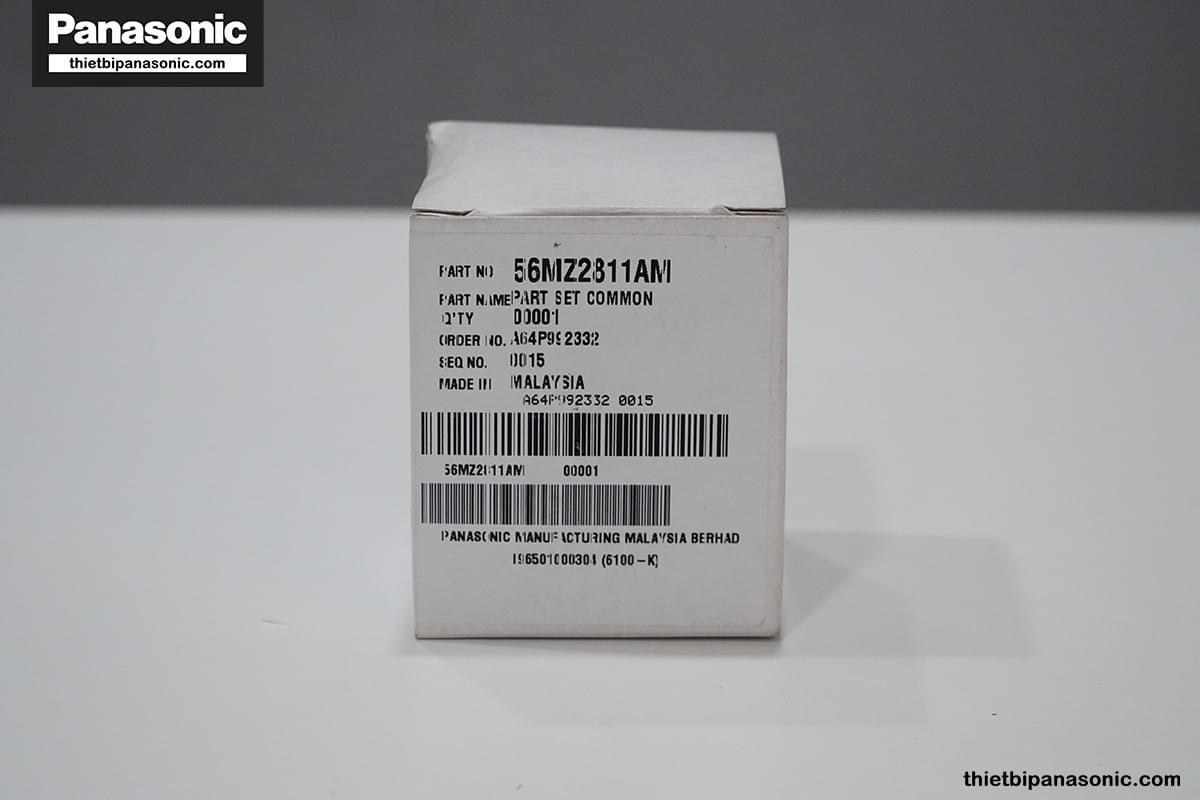 Panasonic
thietbipanasonic.com
PART NO 56MZ2811AM
PART NAME PART SET COMMON
Q'TY 00001
ORDER NO. A64P992332
SEQ NO. 0015
MADE IN MALAYSIA
A64P992332 0015
56MZ2811AM 00001
PANASONIC MANUFACTURING MALAYSIA BERHAD
196501000304 (6100-K)
thietbipanasonic.com